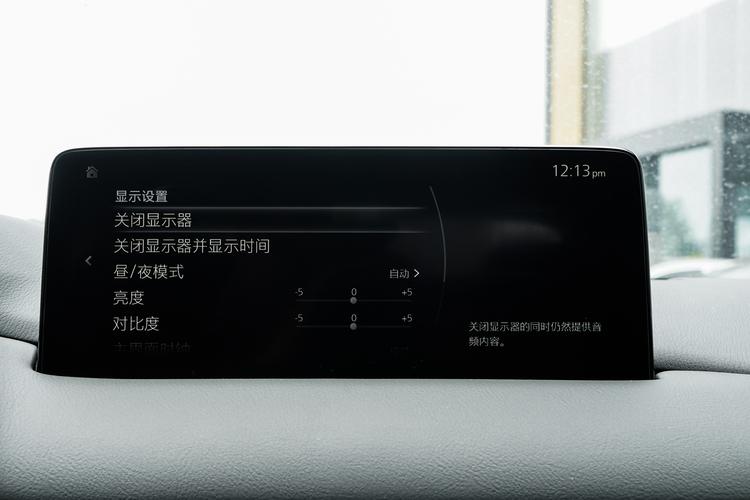 12:13pm
显示设置
关闭显示器
关闭显示器并显示时间
昼/夜模式 自动
亮度 -5 0 +5
对比度 -5 0 +5
关闭显示器的同时仍然提供音
频内容。